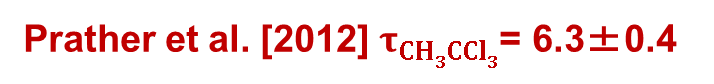 Prather et al. [2012] τCH₃CCl₃= 6.3±0.4